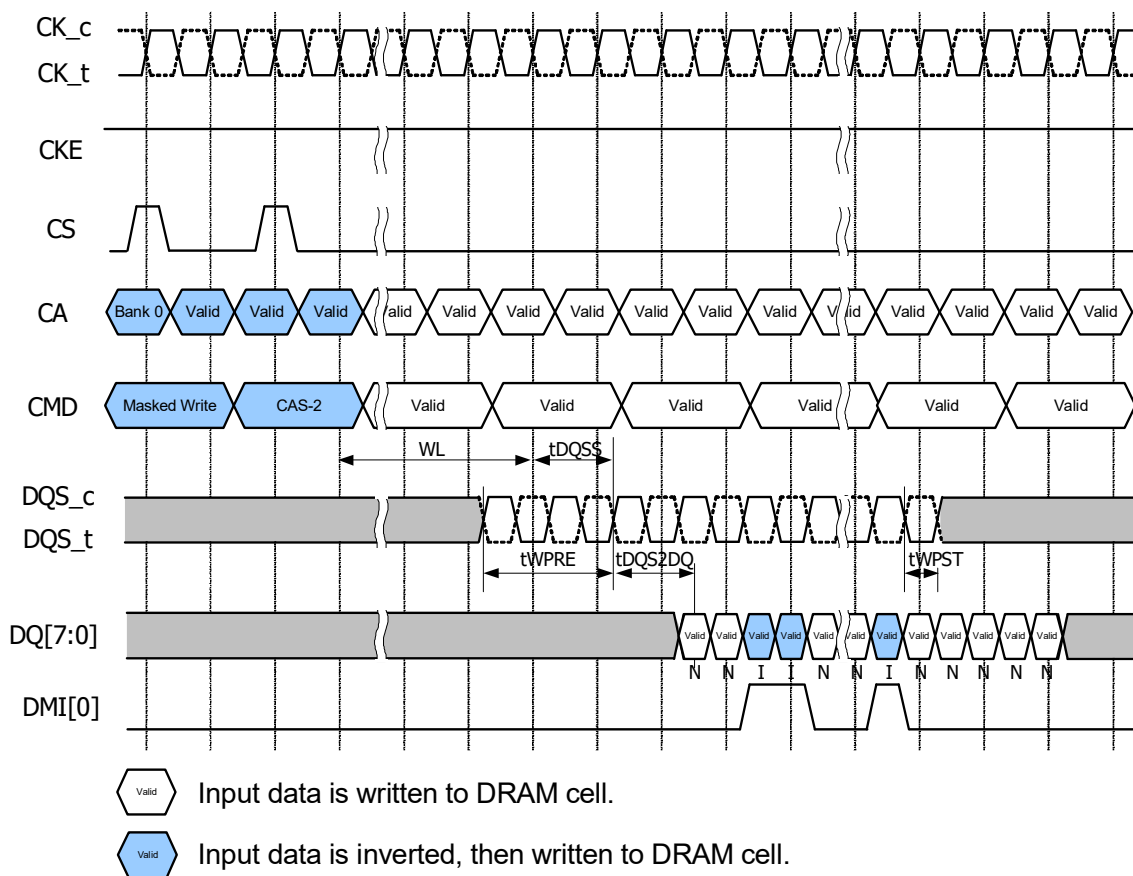 CK_c
CK_t
CKE
CS
CA Bank 0 Valid Valid Valid Valid Valid Valid Valid Valid Valid Valid Valid Valid Valid Valid Valid
CMD Masked Write CAS-2 Valid Valid Valid Valid Valid Valid
WL tDQSS
DQS_c
DQS_t
tWPRE tDQS2DQ tWPST
DQ[7:0] Valid Valid Valid Valid Valid Valid Valid Valid Valid Valid Valid Valid
N N I I N N I N N N N N
DMI[0]
Valid Input data is written to DRAM cell.
Valid Input data is inverted, then written to DRAM cell.